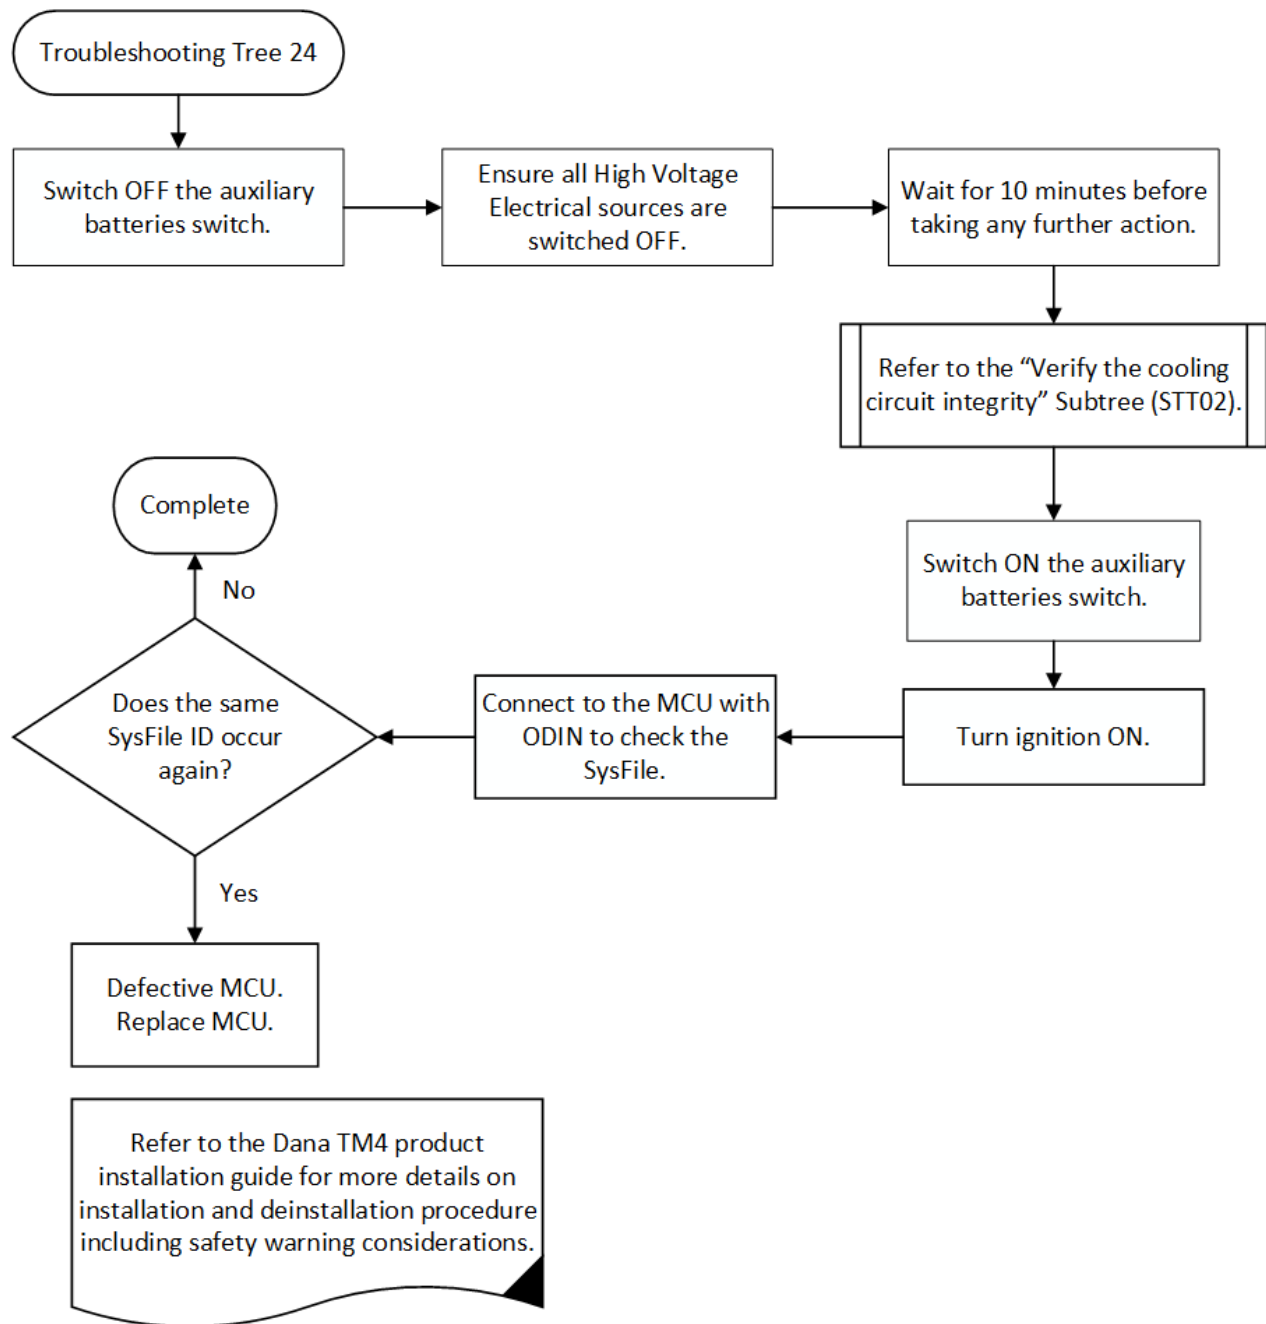 Troubleshooting Tree 24
Switch OFF the auxiliary
batteries switch.
Ensure all High Voltage
Electrical sources are
switched OFF.
Wait for 10 minutes before
taking any further action.
Refer to the “Verify the cooling
circuit integrity” Subtree (STT02).
Switch ON the auxiliary
batteries switch.
Turn ignition ON.
Connect to the MCU with
ODIN to check the
SysFile.
Does the same
SysFile ID occur
again?
No
Complete
Yes
Defective MCU.
Replace MCU.
Refer to the Dana TM4 product
installation guide for more details on
installation and deinstallation procedure
including safety warning considerations.